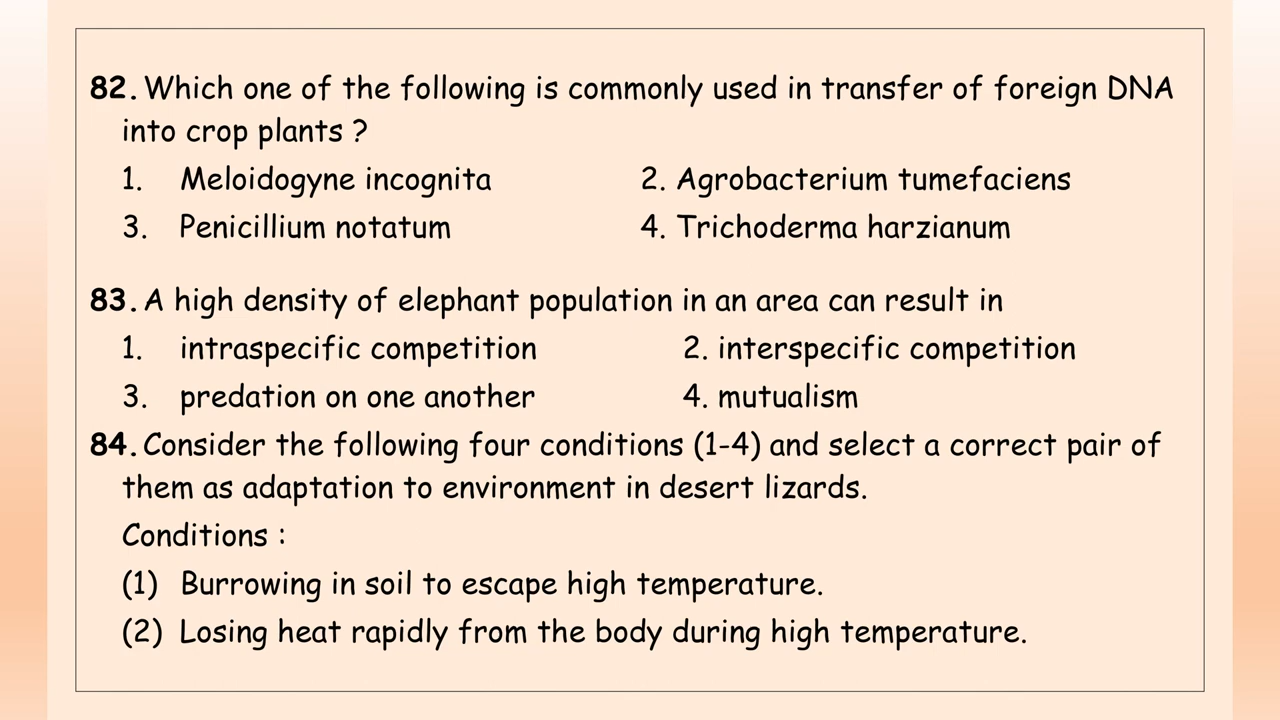 82. Which one of the following is commonly used in transfer of foreign DNA
into crop plants ?
1. Meloidogyne incognita 2. Agrobacterium tumefaciens
3. Penicillium notatum 4. Trichoderma harzianum
83. A high density of elephant population in an area can result in
1. intraspecific competition 2. interspecific competition
3. predation on one another 4. mutualism
84. Consider the following four conditions (1-4) and select a correct pair of
them as adaptation to environment in desert lizards.
Conditions :
(1) Burrowing in soil to escape high temperature.
(2) Losing heat rapidly from the body during high temperature.